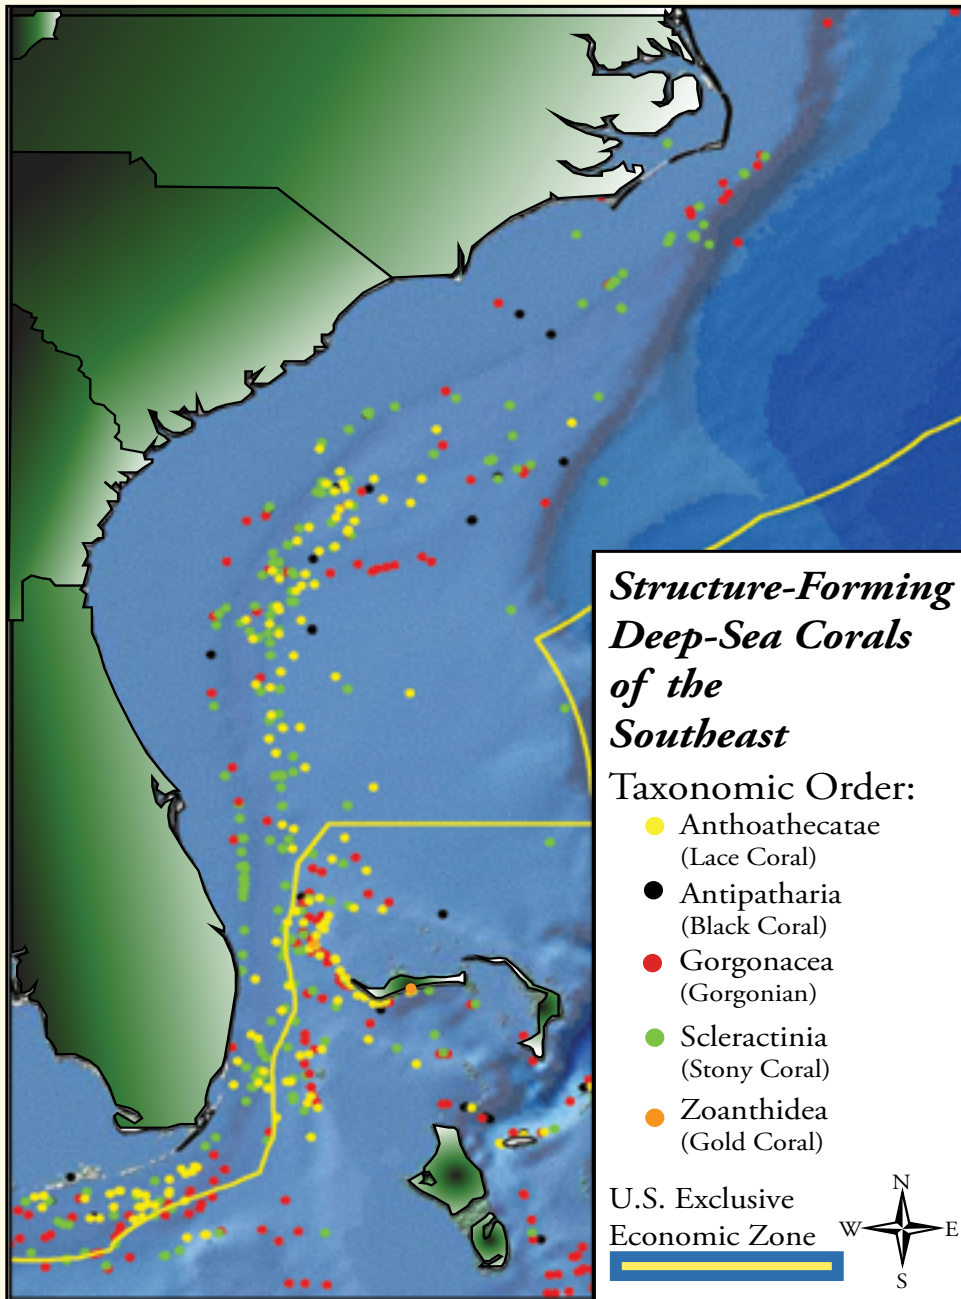 Structure-Forming
Deep-Sea Corals
of the
Southeast
Taxonomic Order:
Anthoathecatae
(Lace Coral)
Antipatharia
(Black Coral)
Gorgonacea
(Gorgonian)
Scleractinia
(Stony Coral)
Zoanthidea
(Gold Coral)
U.S. Exclusive
Economic Zone
N
W E
S